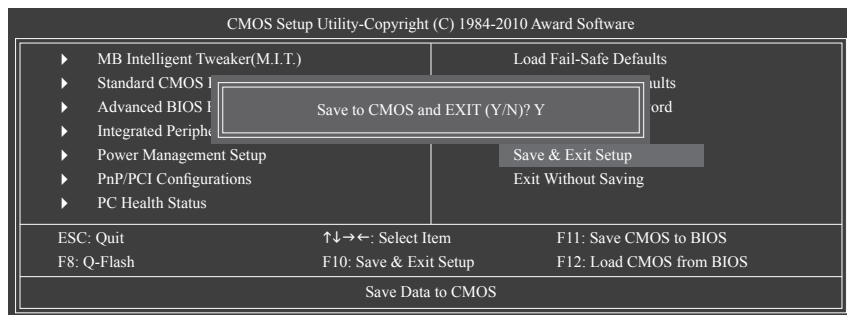 CMOS Setup Utility-Copyright (C) 1984-2010 Award Software
MB Intelligent Tweaker(M.I.T.)
Standard CMOS
Advanced BIOS
Integrated
Power Management Setup
PnP/PCI Configurations
PC Health Status
Load Fail-Safe Defaults
Save & Exit Setup
Exit Without Saving
Save to CMOS and EXIT (Y/N)? Y
ESC: Quit ↑↓→←: Select Item F11: Save CMOS to BIOS
F8: Q-Flash F10: Save & Exit Setup F12: Load CMOS from BIOS
Save Data to CMOS